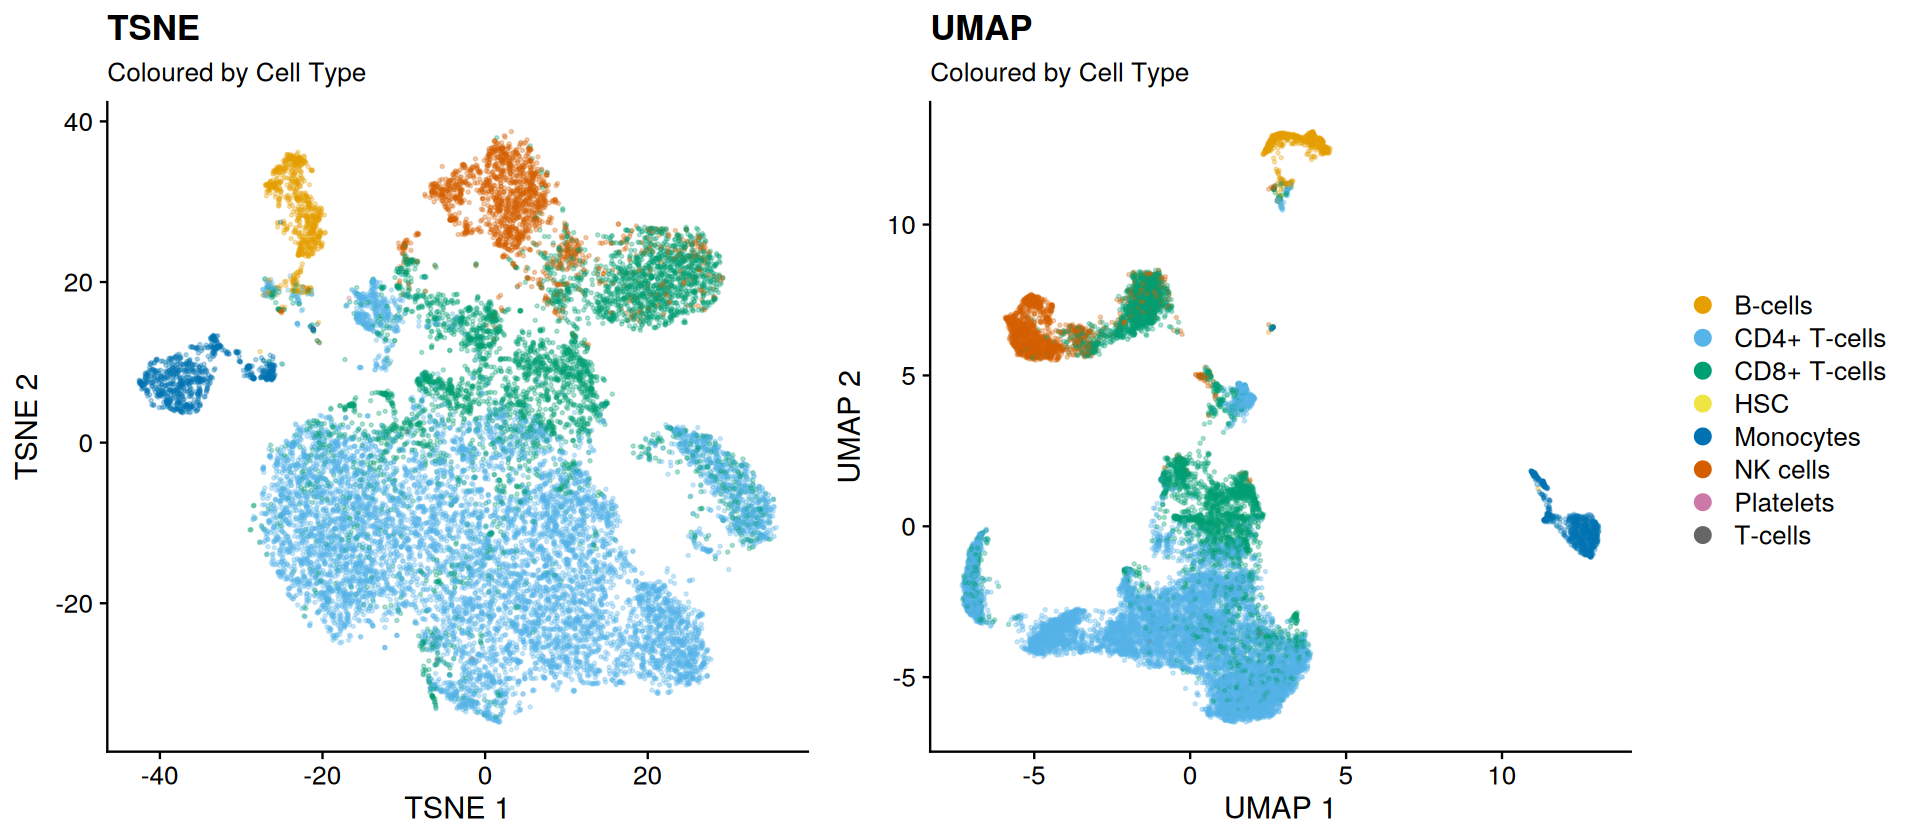 TSNE
Coloured by Cell Type
40
20
0
-20
TSNE 2
-40
-20
0
20
TSNE 1
UMAP
Coloured by Cell Type
10
5
0
-5
UMAP 2
-5
0
5
10
UMAP 1
B-cells
CD4+ T-cells
CD8+ T-cells
HSC
Monocytes
NK cells
Platelets
T-cells